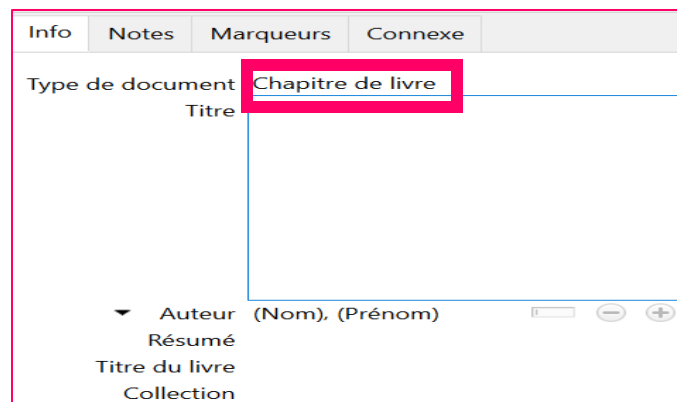 Info Notes Marqueurs Connexe
Type de document Chapitre de livre
Titre
Auteur (Nom), (Prénom)
Résumé
Titre du livre
Collection